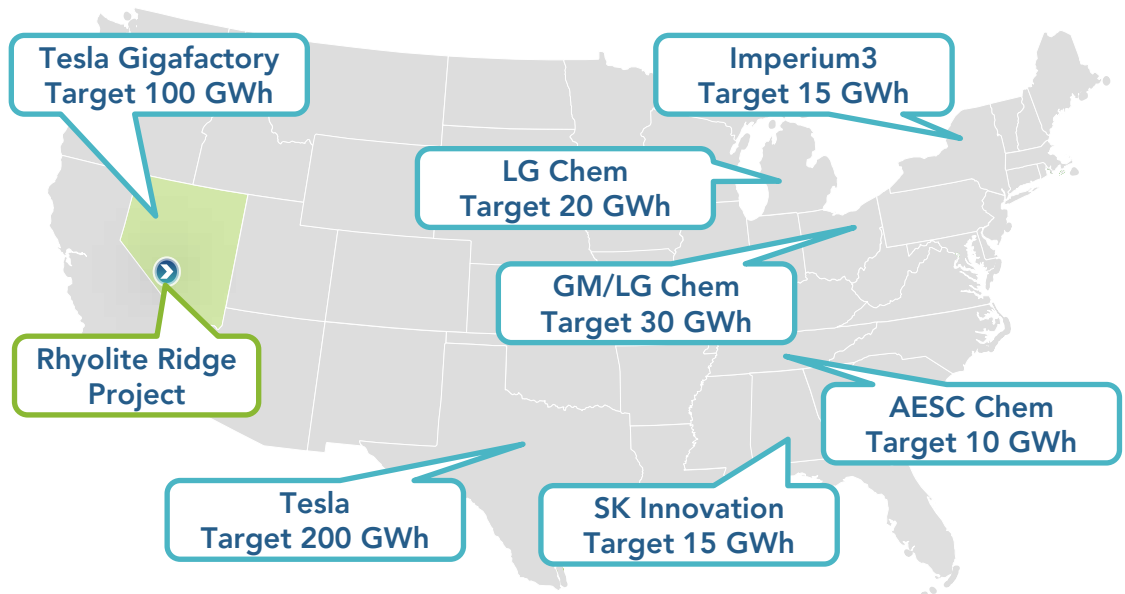 Tesla Gigafactory
Target 100 GWh
Imperium3
Target 15 GWh
LG Chem
Target 20 GWh
GM/LG Chem
Target 30 GWh
Rhyolite Ridge
Project
AESC Chem
Target 10 GWh
Tesla
Target 200 GWh
SK Innovation
Target 15 GWh